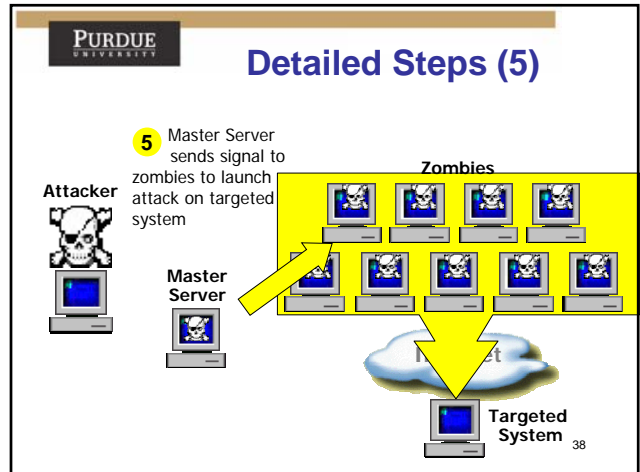 PURDUE
UNIVERSITY
Detailed Steps (5)
5 Master Server
sends signal to
zombies to launch
attack on targeted
system
Zombies
Attacker
Master
Server
Targeted
System
38